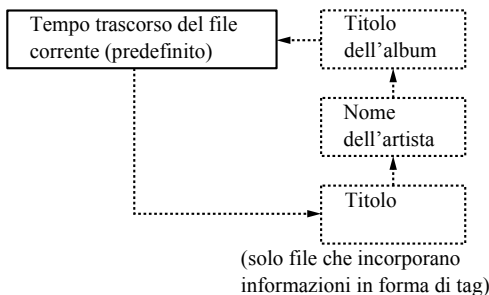 Tempo trascorso del file
corrente (predefinito)
Titolo
dell'album
Nome
dell'artista
Titolo
(solo file che incorporano
informazioni in forma di tag)